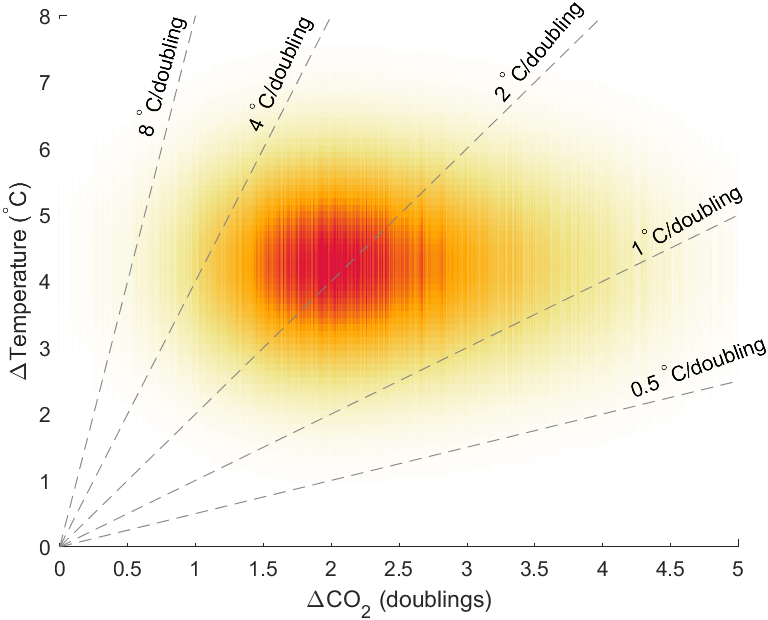 8
7
6
5
4
3
2
1
0
0
0.5
1
1.5
2
2.5
3
3.5
4
4.5
5
ΔTemperature (°C)
ΔCO₂ (doublings)
8°C/doubling
4°C/doubling
2°C/doubling
1°C/doubling
0.5°C/doubling